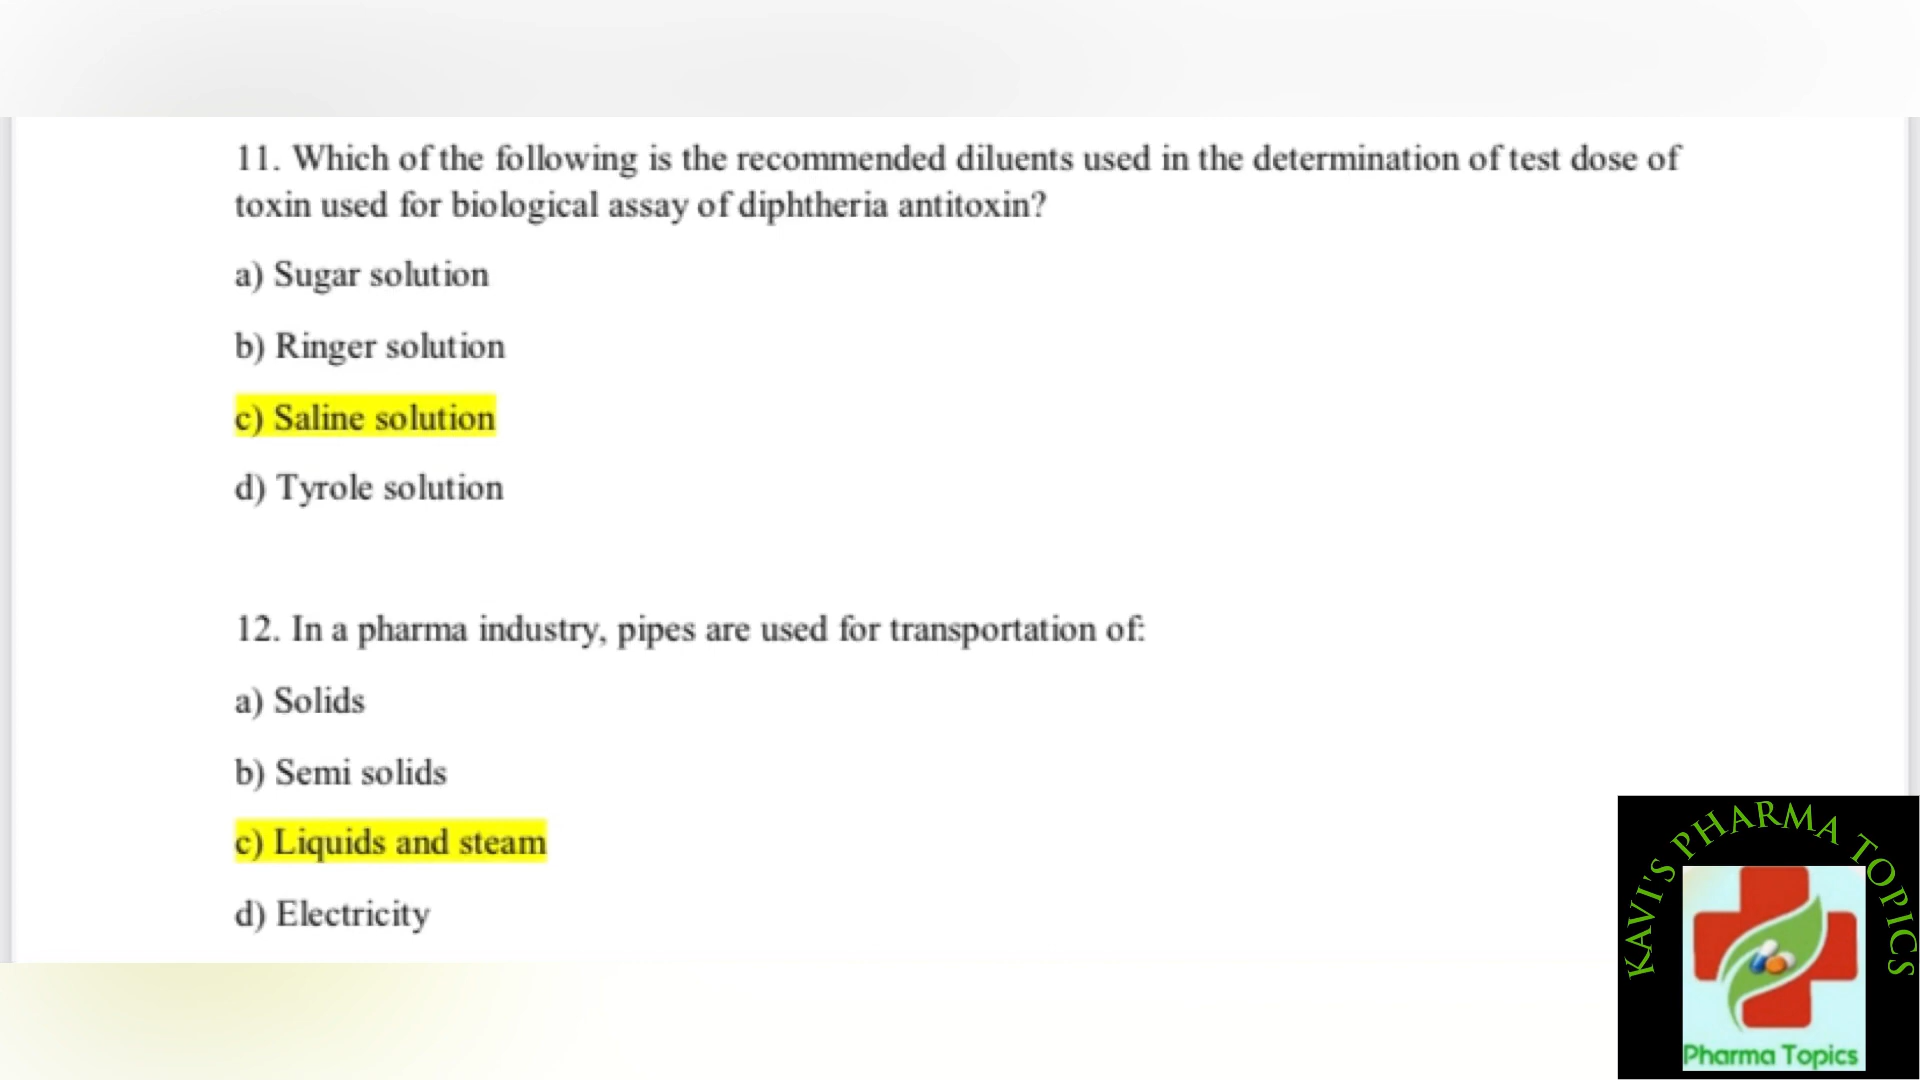 11. Which of the following is the recommended diluents used in the determination of test dose of
toxin used for biological assay of diphtheria antitoxin?
a) Sugar solution
b) Ringer solution
c) Saline solution
d) Tyrole solution
12. In a pharma industry, pipes are used for transportation of:
a) Solids
b) Semi solids
c) Liquids and steam
d) Electricity
KAVI'S PHARMA TOPICS
Pharma Topics